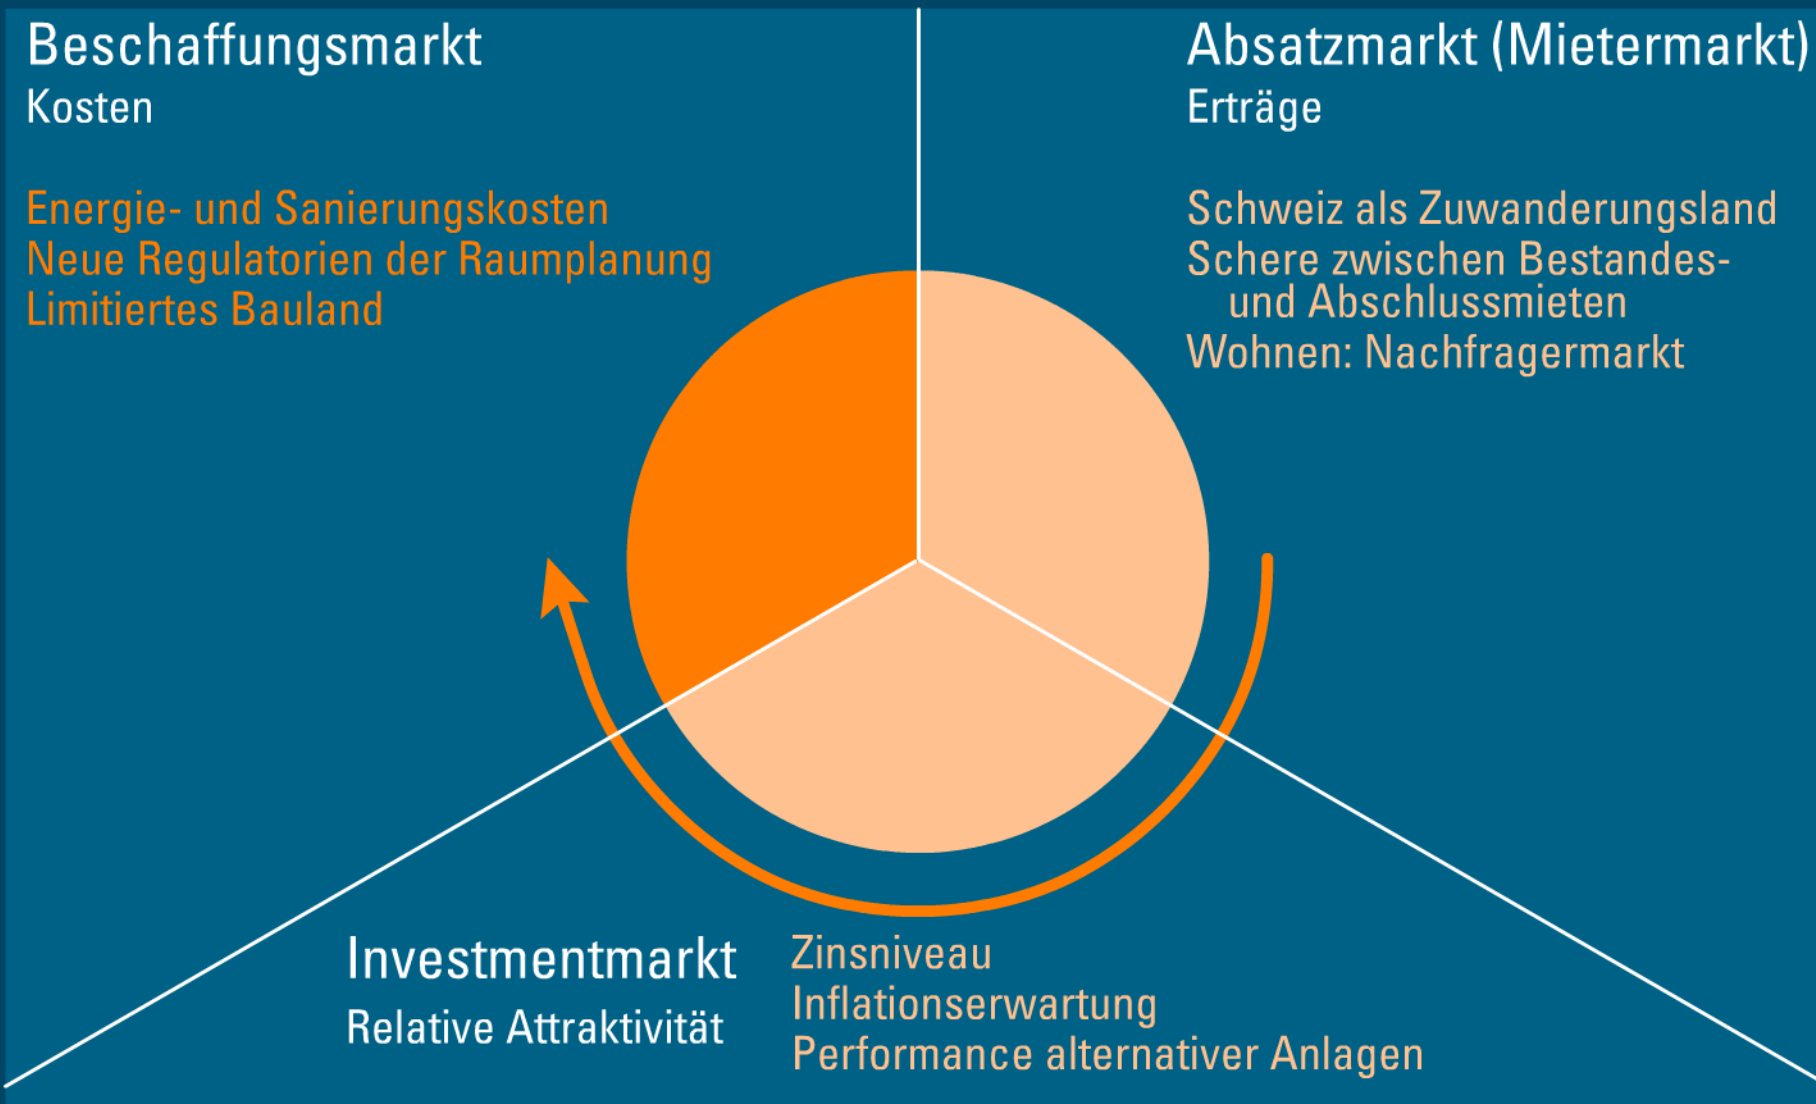 Beschaffungsmarkt
Kosten
Energie- und Sanierungskosten
Neue Regulatorien der Raumplanung
Limitiertes Bauland
Absatzmarkt (Mietermarkt)
Erträge
Schweiz als Zuwanderungsland
Schere zwischen Bestandes-
und Abschlussmieten
Wohnen: Nachfragermarkt
Investmentmarkt
Relative Attraktivität
Zinsniveau
Inflationserwartung
Performance alternativer Anlagen